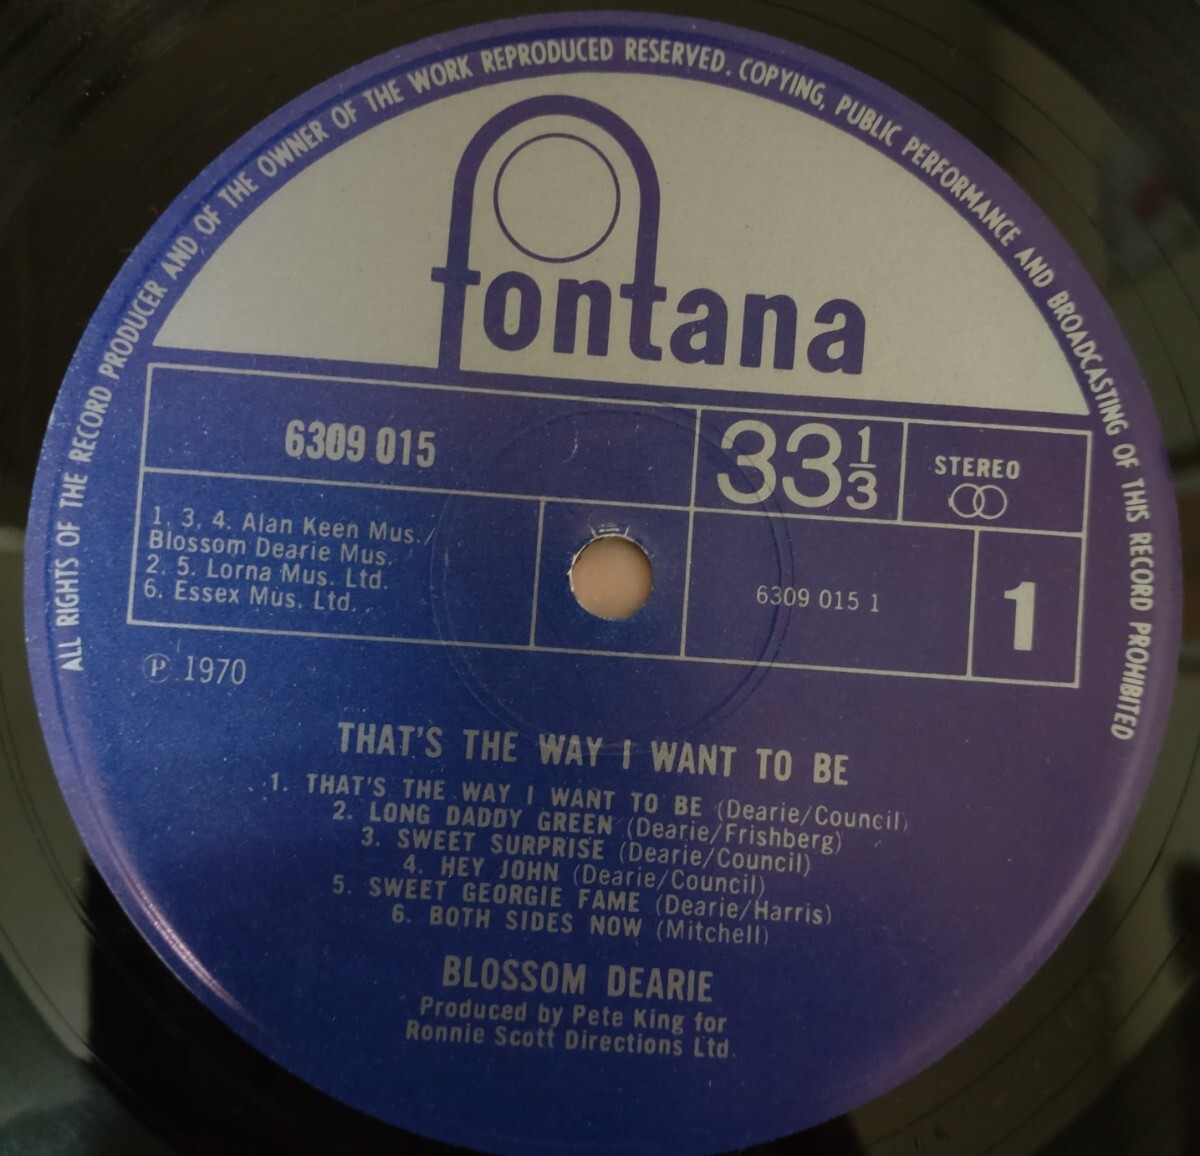 ALL RIGHTS OF THE RECORD PRODUCER AND OF THE OWNER OF THE WORK REPRODUCED RESERVED. COPYING, PUBLIC PERFORMANCE AND BROADCASTING OF THIS RECORD PROHIBITED
fontana
6309 015
33 1/3
STEREO
1, 3, 4. Alan Keen Mus./
Blossom Dearie Mus.
2. 5. Lorna Mus. Ltd.
6. Essex Mus. Ltd.
6309 015 1
1
℗ 1970
THAT'S THE WAY I WANT TO BE
1. THAT'S THE WAY I WANT TO BE (Dearie/Council)
2. LONG DADDY GREEN (Dearie/Frishberg)
3. SWEET SURPRISE (Dearie/Council)
4. HEY JOHN (Dearie/Council)
5. SWEET GEORGIE FAME (Dearie/Harris)
6. BOTH SIDES NOW (Mitchell)
BLOSSOM DEARIE
Produced by Pete King for
Ronnie Scott Directions Ltd.